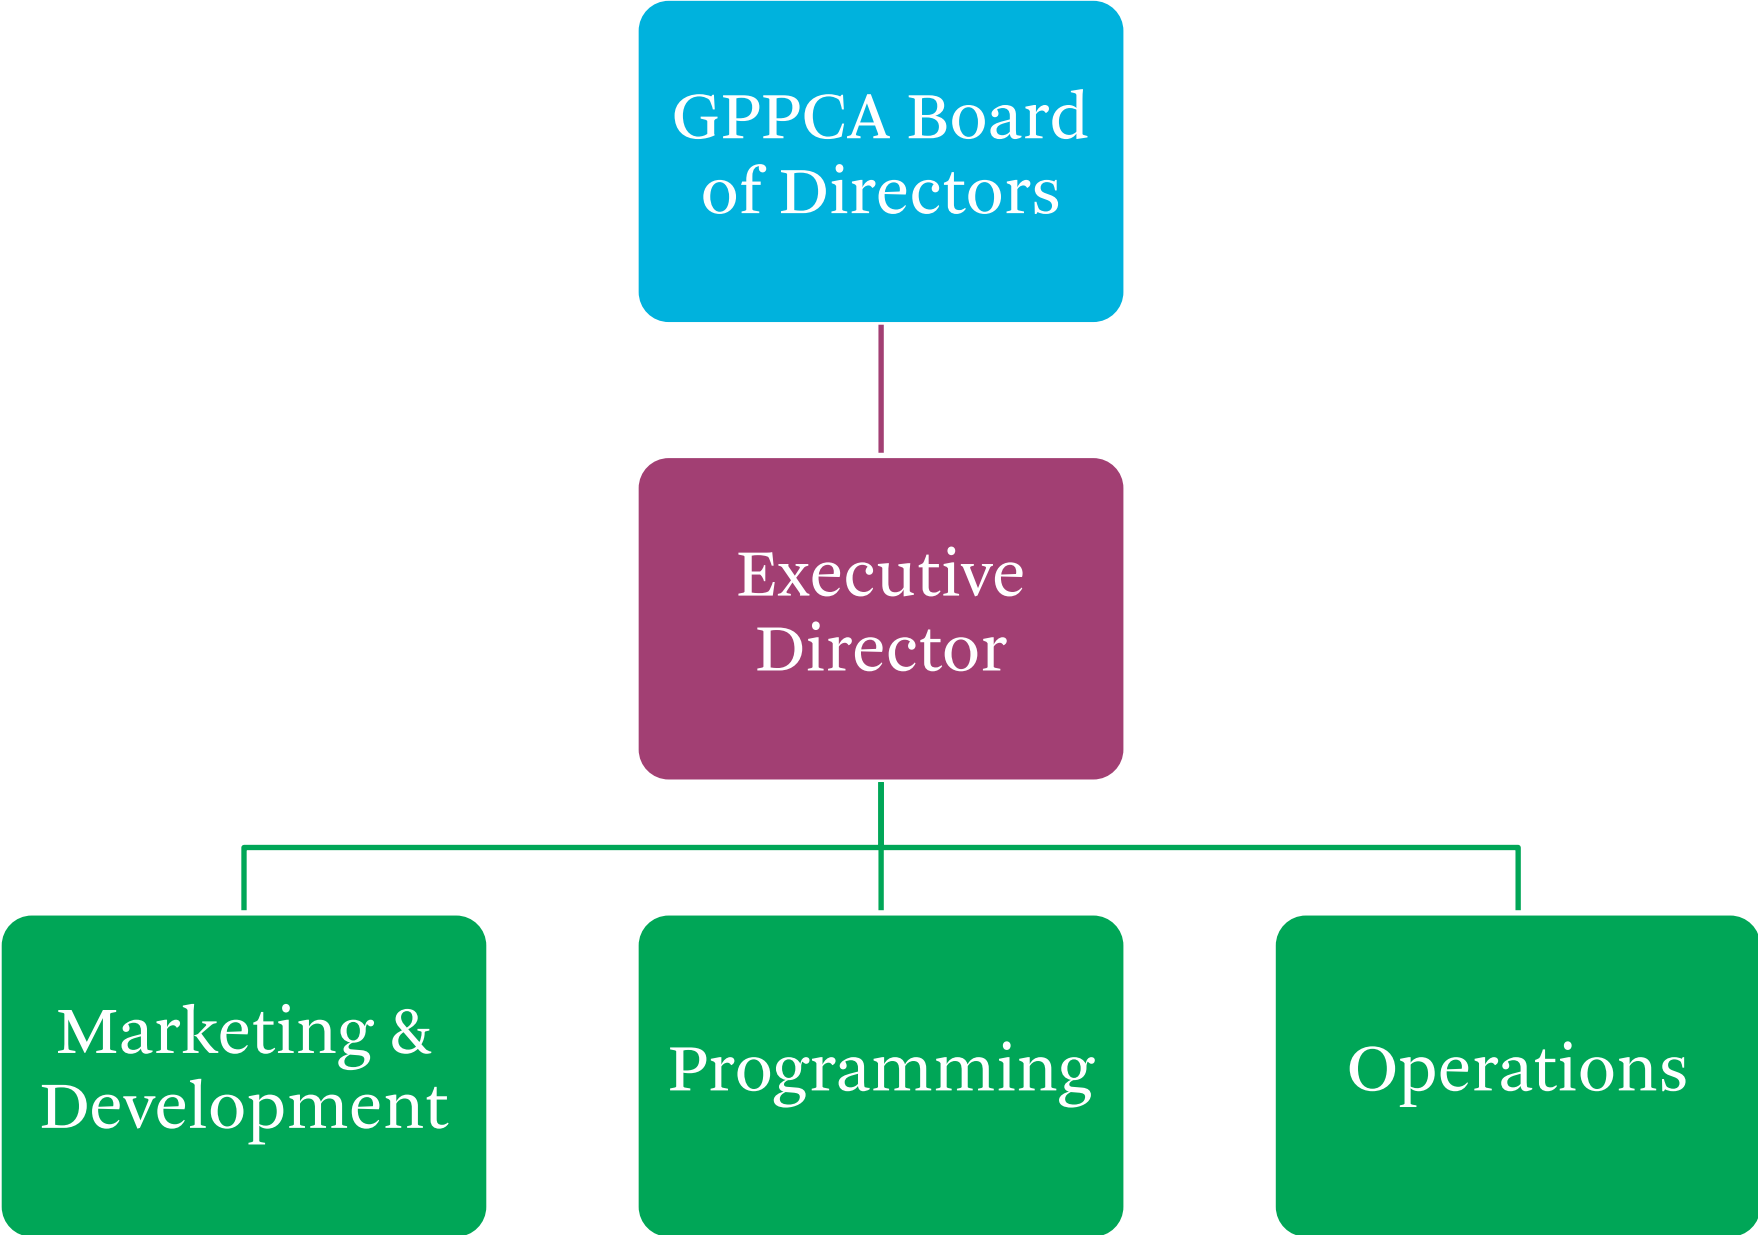 GPPCA Board
of Directors
Executive
Director
Marketing &
Development
Programming
Operations